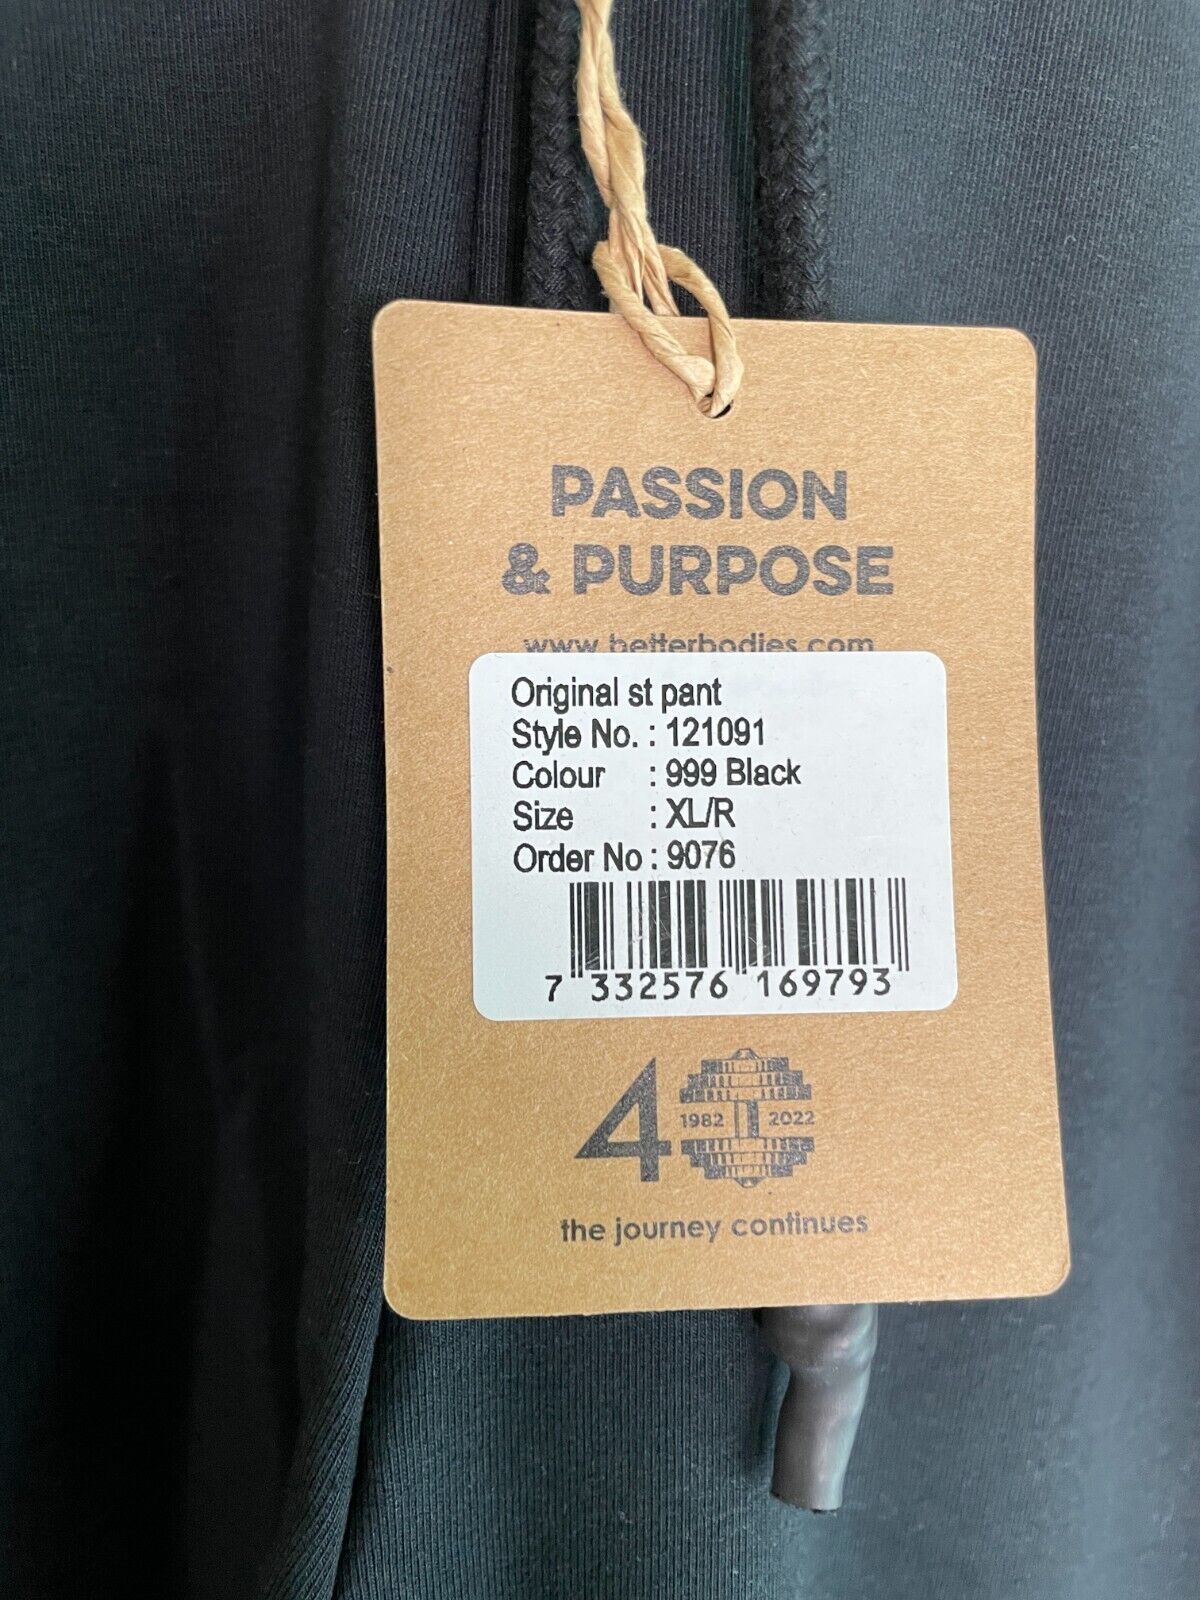 PASSION
& PURPOSE
www.betterbodies.com
Original st pant
Style No. : 121091
Colour : 999 Black
Size : XL/R
Order No : 9076
7 332576 169793
40
1982 2022
the journey continues